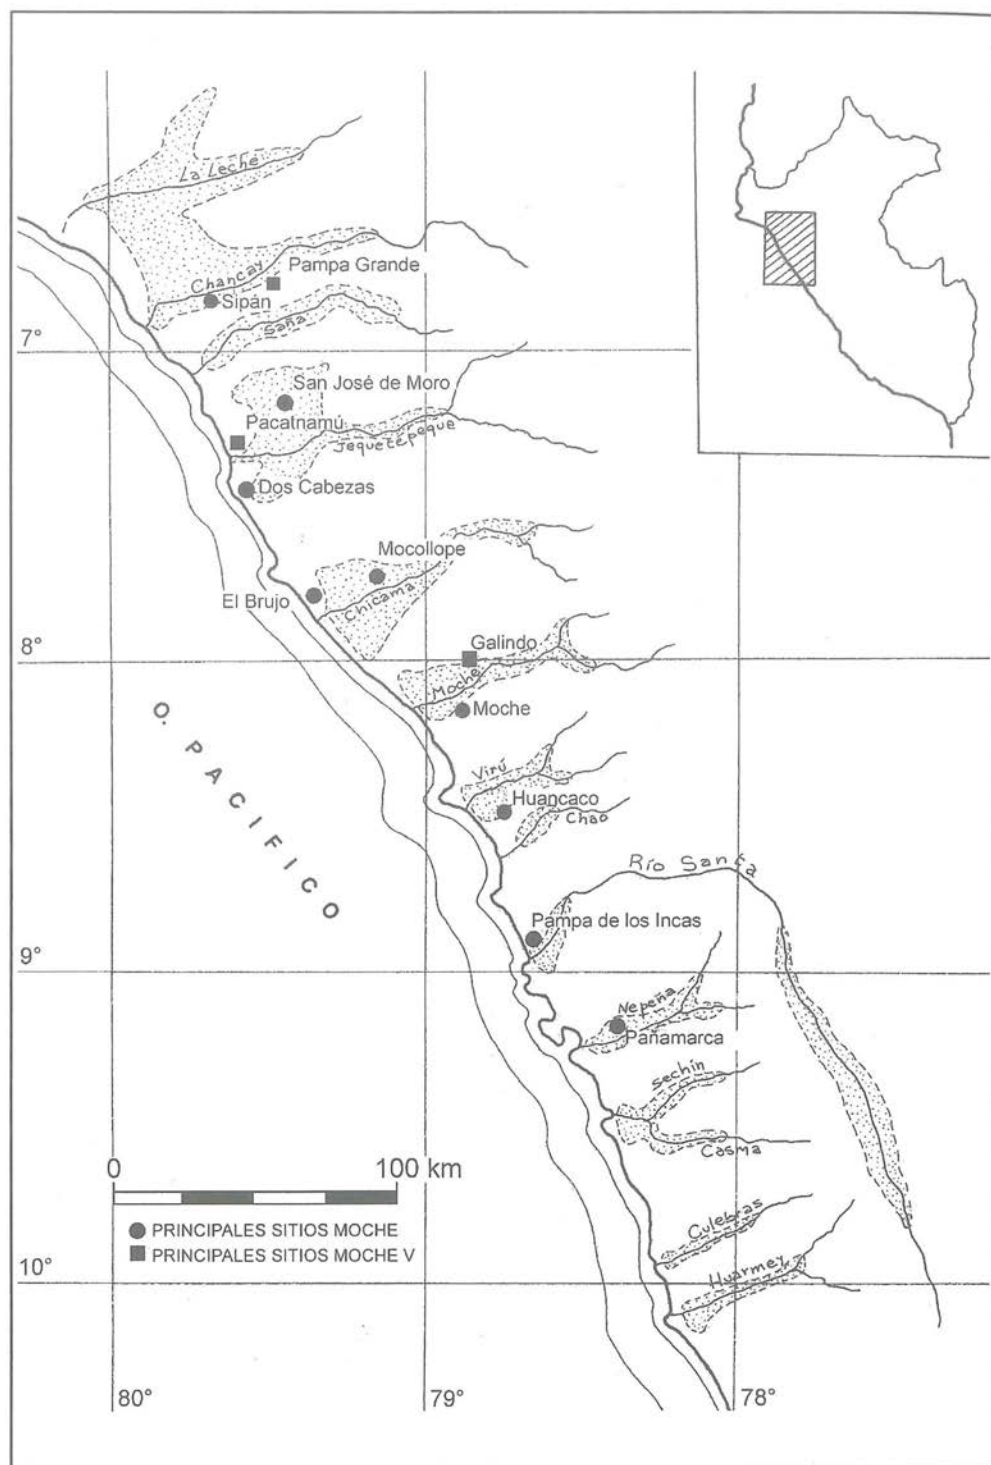 La Leche
Chancay
Pampa Grande
Sipán
Saña
7°
San José de Moro
Pacatnamú
Jequetepeque
Dos Cabezas
Mocollope
El Brujo
Chicama
8°
Galindo
Moche
Moche
O. PACIFICO
Virú
Huancaco
Chao
Río Santa
Pampa de los Incas
9°
Nepeña
Pañamarca
Sechín
Casma
0 100 km
PRINCIPALES SITIOS MOCHE
PRINCIPALES SITIOS MOCHE V
Culebras
Huarmey
10°
80° 79° 78°